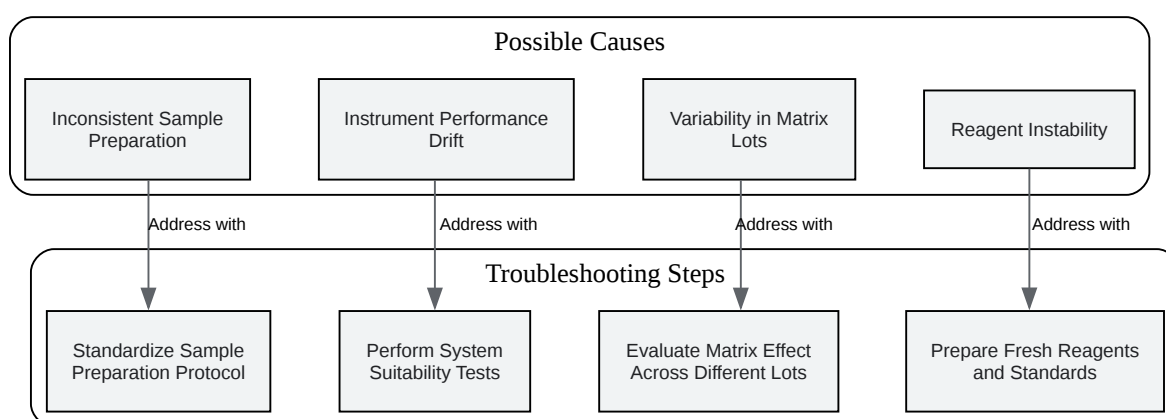 Possible Causes
Inconsistent Sample
Preparation
Instrument Performance
Drift
Variability in Matrix
Lots
Reagent Instability
Address with
Address with
Address with
Address with
Troubleshooting Steps
Standardize Sample
Preparation Protocol
Perform System
Suitability Tests
Evaluate Matrix Effect
Across Different Lots
Prepare Fresh Reagents
and Standards